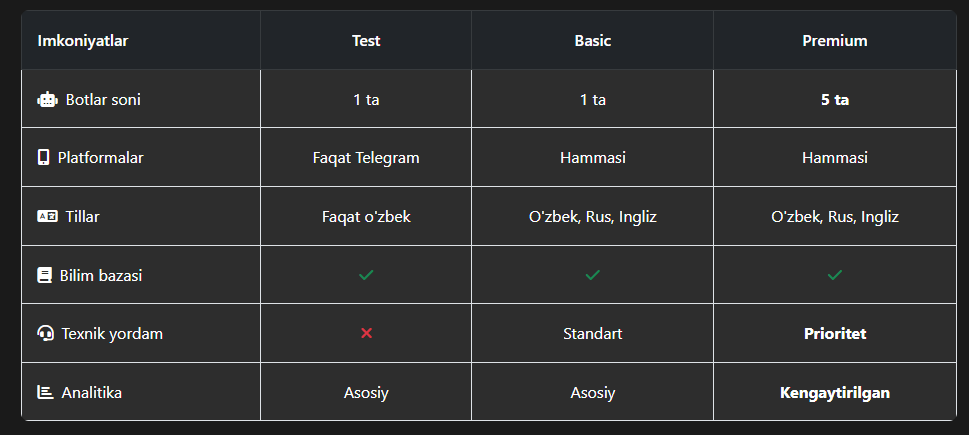 Imkoniyatlar Test Basic Premium
Botlar soni 1 ta 1 ta 5 ta
Platformalar Faqat Telegram Hammasi Hammasi
Tillar Faqat o'zbek O'zbek, Rus, Ingliz O'zbek, Rus, Ingliz
Bilim bazasi ✓ ✓ ✓
Texnik yordam ✕ Standart Prioritet
Analitika Asosiy Asosiy Kengaytirilgan